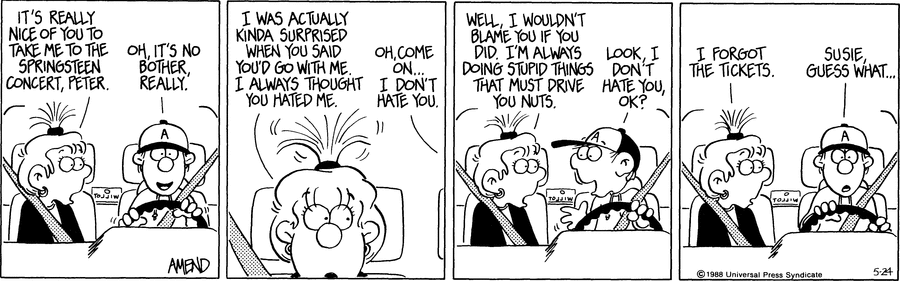 IT'S REALLY
NICE OF YOU TO
TAKE ME TO THE
SPRINGSTEEN
CONCERT, PETER.
OH, IT'S NO
BOTHER,
REALLY.
A
AMEND
I WAS ACTUALLY
KINDA SURPRISED
WHEN YOU SAID
YOU'D GO WITH ME.
I ALWAYS THOUGHT
YOU HATED ME.
OH, COME
ON...
I DON'T
HATE YOU.
WELL, I WOULDN'T
BLAME YOU IF YOU
DID. I'M ALWAYS
DOING STUPID THINGS
THAT MUST DRIVE
YOU NUTS.
LOOK, I
DON'T
HATE YOU,
OK?
A
I FORGOT
THE TICKETS.
SUSIE,
GUESS WHAT...
A
©1988 Universal Press Syndicate
5-24